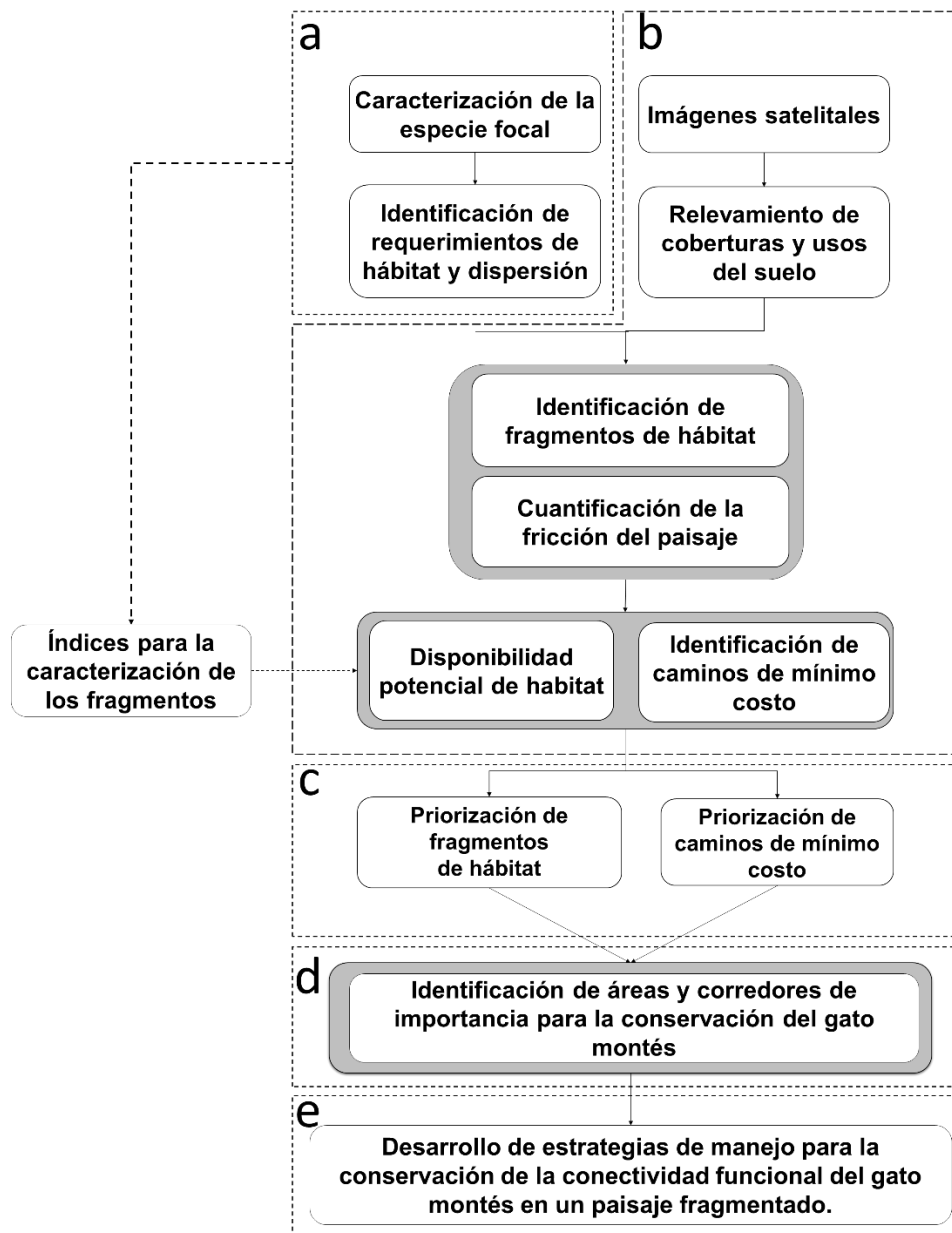 a
Caracterización de la
especie focal
Identificación de
requerimientos de
hábitat y dispersión
b
Imágenes satelitales
Relevamiento de
coberturas y usos
del suelo
Identificación de
fragmentos de hábitat
Cuantificación de la
fricción del paisaje
Índices para la
caracterización de
los fragmentos
Disponibilidad
potencial de habitat
Identificación de
caminos de mínimo
costo
c
Priorización de
fragmentos
de hábitat
Priorización de
caminos de mínimo
costo
d
Identificación de áreas y corredores de
importancia para la conservación del gato
montés
e
Desarrollo de estrategias de manejo para la
conservación de la conectividad funcional del gato
montés en un paisaje fragmentado.